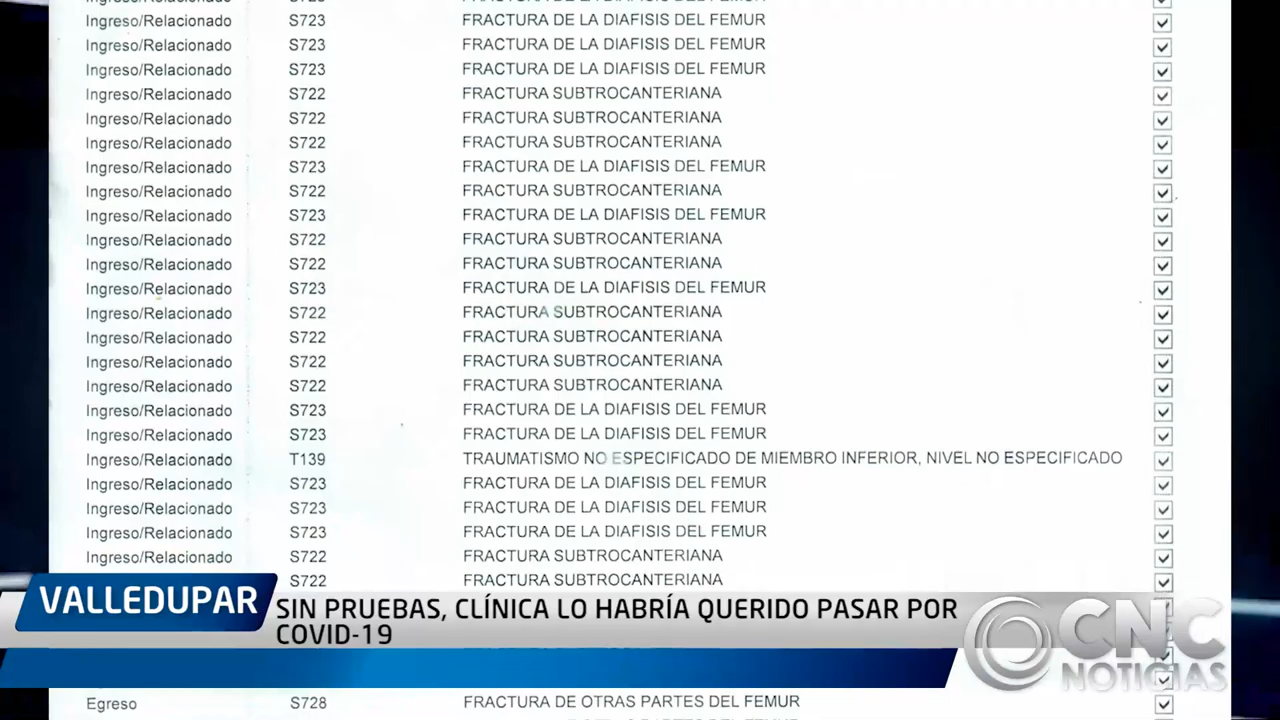 Ingreso/Relacionado S723 FRACTURA DE LA DIAFISIS DEL FEMUR
Ingreso/Relacionado S723 FRACTURA DE LA DIAFISIS DEL FEMUR
Ingreso/Relacionado S723 FRACTURA DE LA DIAFISIS DEL FEMUR
Ingreso/Relacionado S722 FRACTURA SUBTROCANTERIANA
Ingreso/Relacionado S722 FRACTURA SUBTROCANTERIANA
Ingreso/Relacionado S722 FRACTURA SUBTROCANTERIANA
Ingreso/Relacionado S723 FRACTURA DE LA DIAFISIS DEL FEMUR
Ingreso/Relacionado S722 FRACTURA SUBTROCANTERIANA
Ingreso/Relacionado S723 FRACTURA DE LA DIAFISIS DEL FEMUR
Ingreso/Relacionado S722 FRACTURA SUBTROCANTERIANA
Ingreso/Relacionado S722 FRACTURA SUBTROCANTERIANA
Ingreso/Relacionado S723 FRACTURA DE LA DIAFISIS DEL FEMUR
Ingreso/Relacionado S722 FRACTURA SUBTROCANTERIANA
Ingreso/Relacionado S722 FRACTURA SUBTROCANTERIANA
Ingreso/Relacionado S722 FRACTURA SUBTROCANTERIANA
Ingreso/Relacionado S722 FRACTURA SUBTROCANTERIANA
Ingreso/Relacionado S723 FRACTURA DE LA DIAFISIS DEL FEMUR
Ingreso/Relacionado S723 FRACTURA DE LA DIAFISIS DEL FEMUR
Ingreso/Relacionado T139 TRAUMATISMO NO ESPECIFICADO DE MIEMBRO INFERIOR, NIVEL NO ESPECIFICADO
Ingreso/Relacionado S723 FRACTURA DE LA DIAFISIS DEL FEMUR
Ingreso/Relacionado S723 FRACTURA DE LA DIAFISIS DEL FEMUR
Ingreso/Relacionado S723 FRACTURA DE LA DIAFISIS DEL FEMUR
Ingreso/Relacionado S722 FRACTURA SUBTROCANTERIANA
S722 FRACTURA SUBTROCANTERIANA
VALLEDUPAR
SIN PRUEBAS, CLÍNICA LO HABRÍA QUERIDO PASAR POR
COVID-19
CNC
NOTICIAS
Egreso S728 FRACTURA DE OTRAS PARTES DEL FEMUR